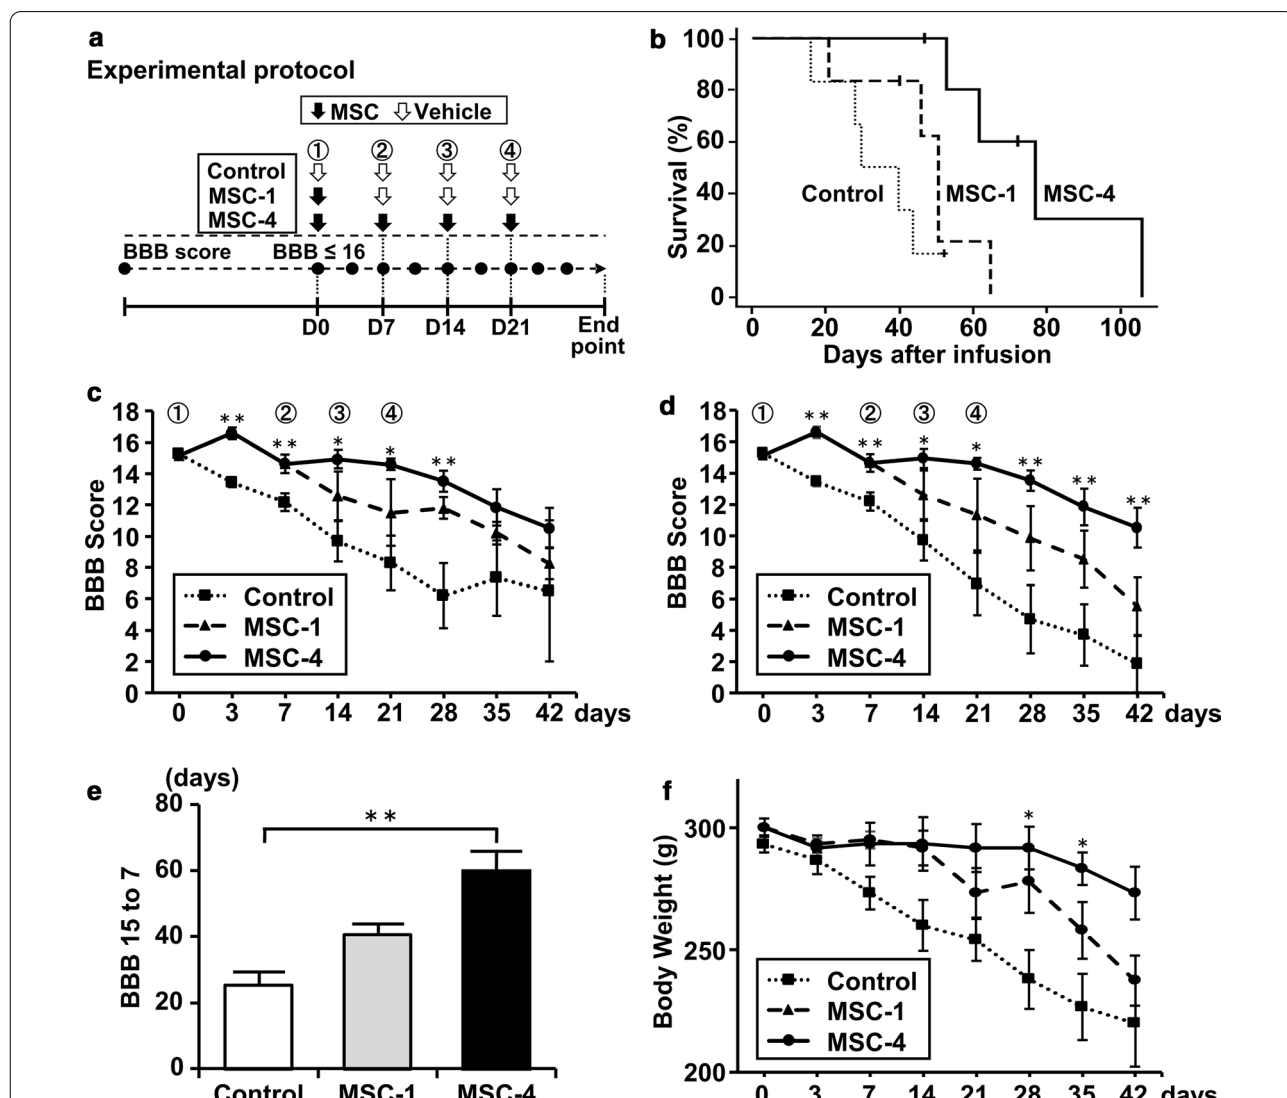 a
Experimental protocol
MSC Vehicle
① ② ③ ④
Control
MSC-1
MSC-4
BBB score BBB ≤ 16
D0 D7 D14 D21 End point
b
Survival (%)
100
80
60
40
20
0
Control MSC-1 MSC-4
0 20 40 60 80 100
Days after infusion
c
BBB Score
① ② ③ ④
** ** * * **
18
16
14
12
10
8
6
4
2
0
Control
MSC-1
MSC-4
0 3 7 14 21 28 35 42 days
d
BBB Score
① ② ③ ④
** ** * * ** ** **
18
16
14
12
10
8
6
4
2
0
Control
MSC-1
MSC-4
0 3 7 14 21 28 35 42 days
e
(days)
BBB 15 to 7
80
60
40
20
0
**
Control MSC-1 MSC-4
f
Body Weight (g)
300
250
200
* *
Control
MSC-1
MSC-4
0 3 7 14 21 28 35 42 days